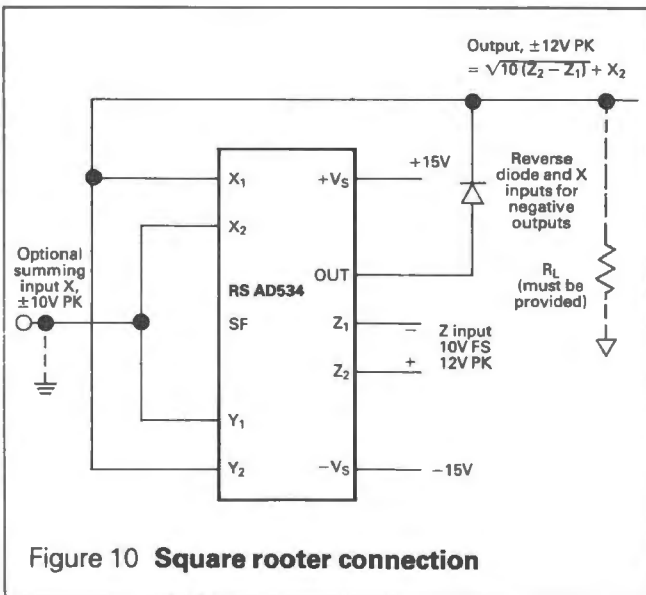 Output, ±12V PK
= √10 (Z₂ – Z₁) + X₂
+15V
Reverse
diode and X
inputs for
negative
outputs
X₁
+Vₛ
X₂
Optional
summing
input X,
±10V PK
OUT
RS AD534
R_L
(must be
provided)
SF
Z₁
– Z input
10V FS
+ 12V PK
Z₂
Y₁
Y₂
–Vₛ
–15V
Figure 10 Square rooter connection